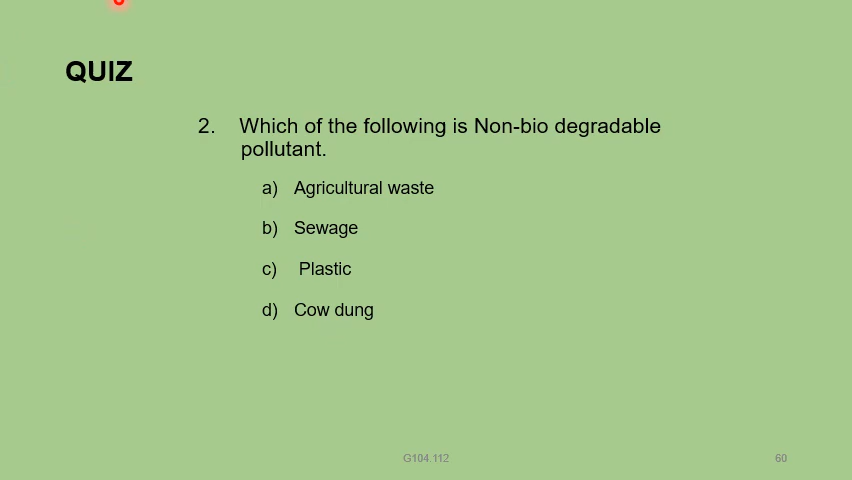 QUIZ
2. Which of the following is Non-bio degradable
pollutant.
a) Agricultural waste
b) Sewage
c) Plastic
d) Cow dung
G104.112
60